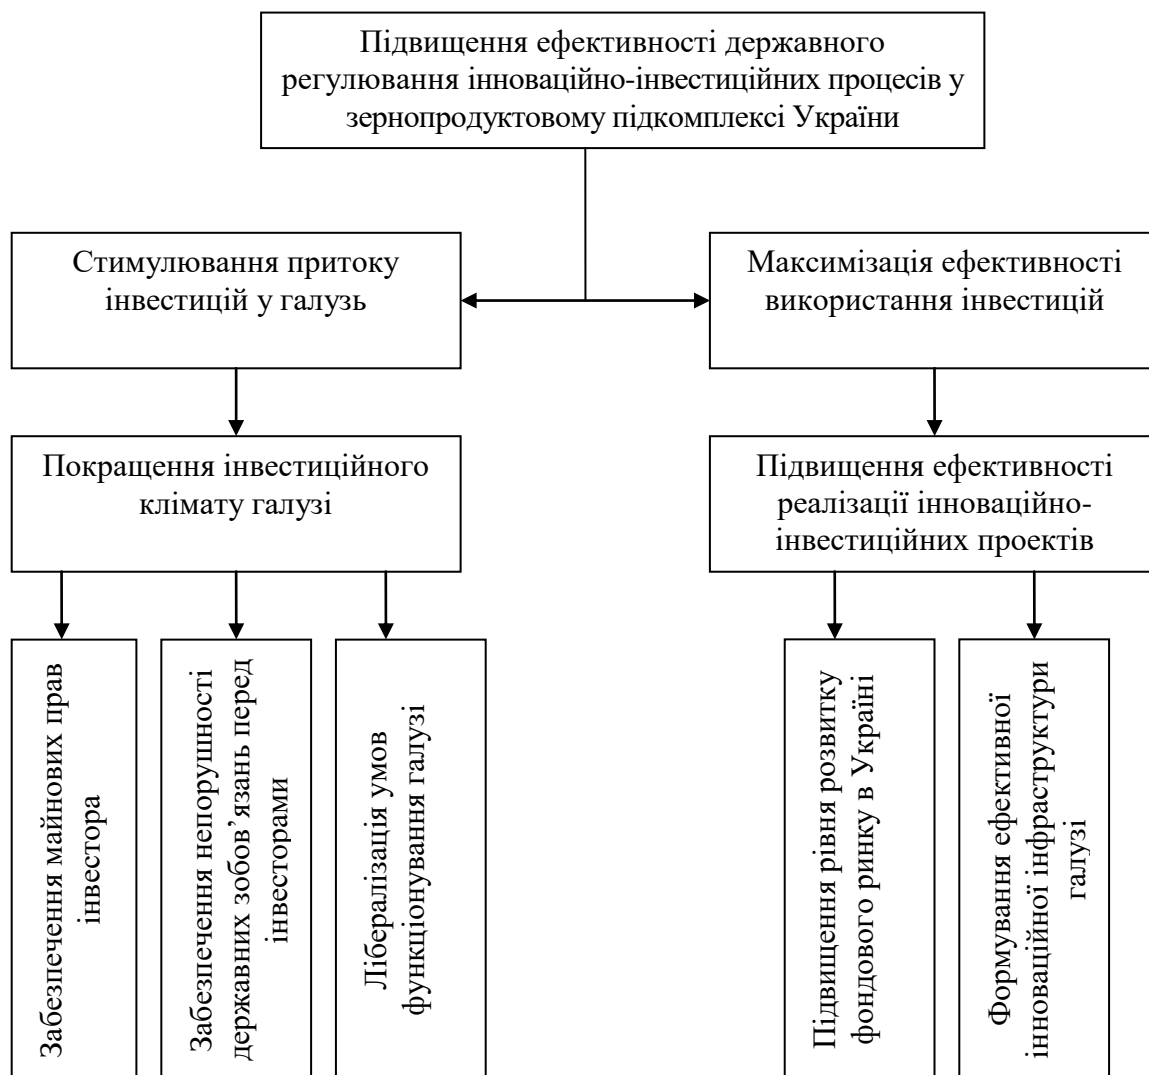 Підвищення ефективності державного
регулювання інноваційно-інвестиційних процесів у
зернопродуктовому підкомплексі України
Стимулювання притоку
інвестицій у галузь
Максимізація ефективності
використання інвестицій
Покращення інвестиційного
клімату галузі
Підвищення ефективності
реалізації інноваційно-
інвестиційних проектів
Забезпечення майнових прав
інвестора
Забезпечення непорушності
державних зобов’язань перед
інвесторами
Лібералізація умов
функціонування галузі
Підвищення рівня розвитку
фондового ринку в Україні
Формування ефективної
інноваційної інфраструктури
галузі